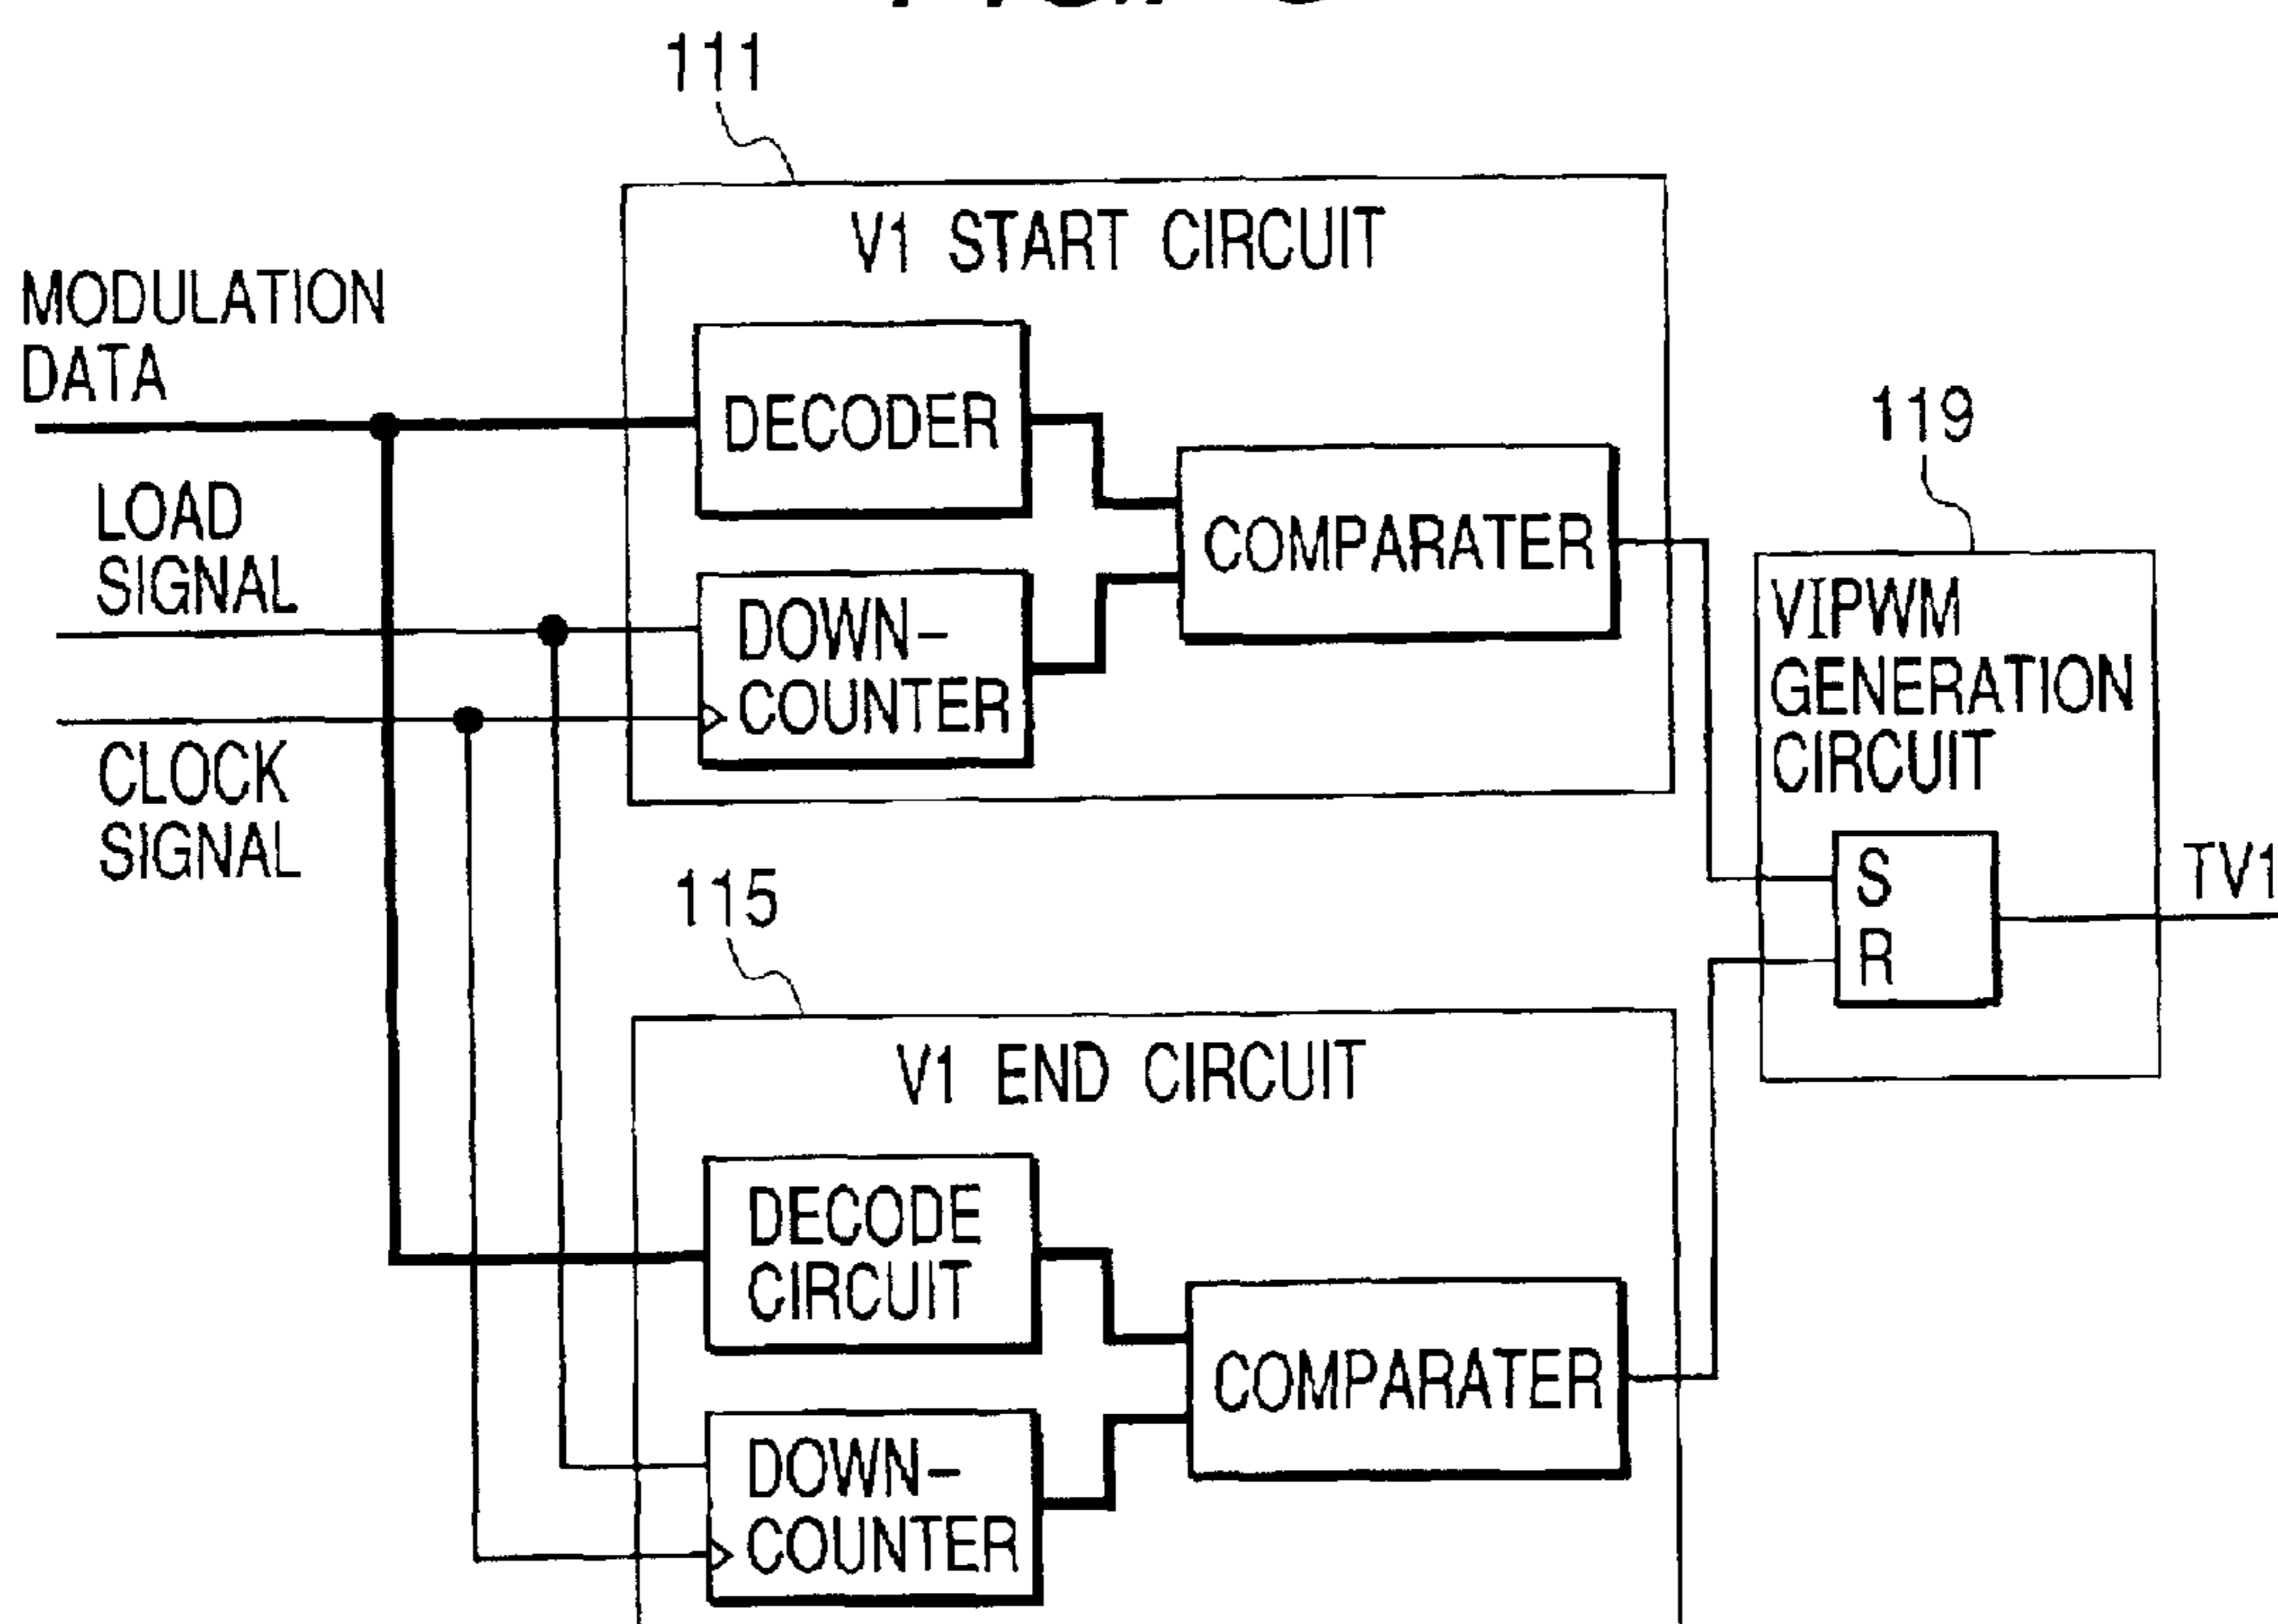 111
V1 START CIRCUIT
MODULATION
DATA
DECODER
LOAD
SIGNAL
COMPARATER
DOWN-
COUNTER
CLOCK
SIGNAL
119
VIPWM
GENERATION
CIRCUIT
S
R
TV1
115
V1 END CIRCUIT
DECODE
CIRCUIT
COMPARATER
DOWN-
COUNTER